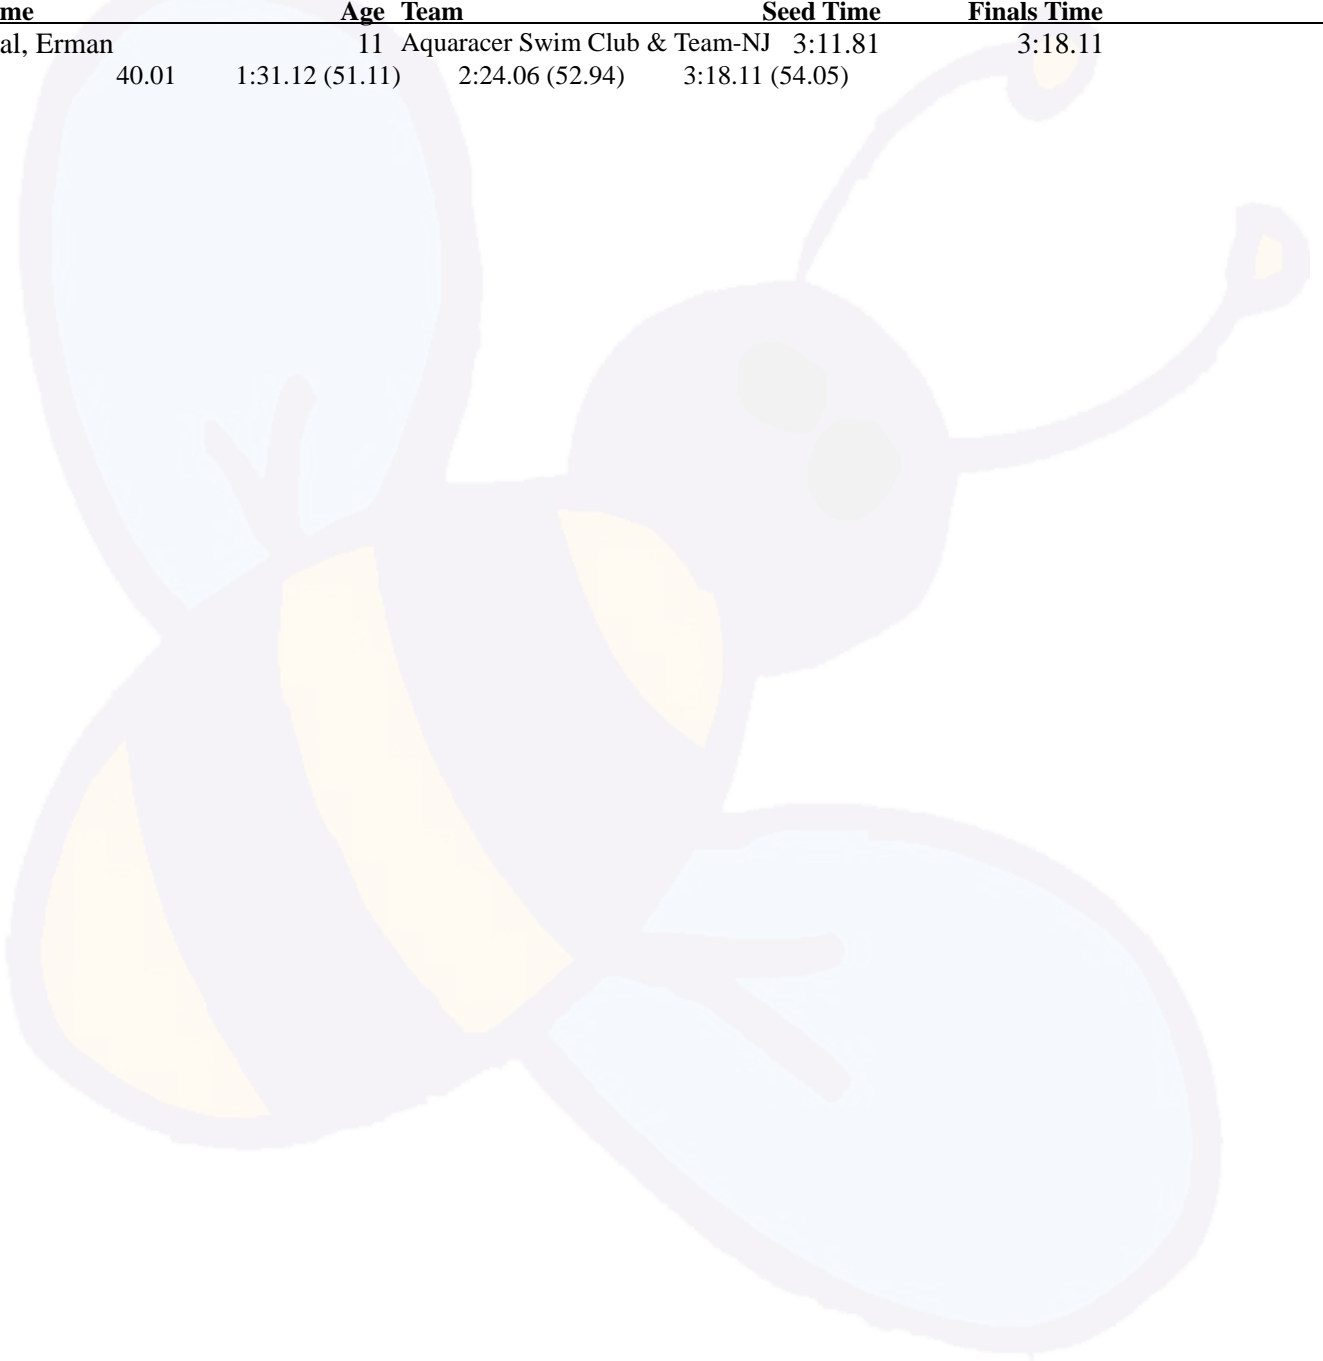 me Age Team Seed Time Finals Time
al, Erman 11 Aquaracer Swim Club & Team-NJ 3:11.81 3:18.11
40.01 1:31.12 (51.11) 2:24.06 (52.94) 3:18.11 (54.05)